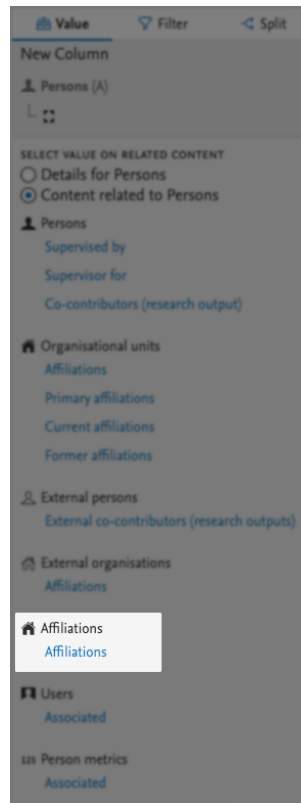 Value Filter Split
New Column
Persons (A)
SELECT VALUE ON RELATED CONTENT
Details for Persons
Content related to Persons
Persons
Supervised by
Supervisor for
Co-contributors (research output)
Organisational units
Affiliations
Primary affiliations
Current affiliations
Former affiliations
External persons
External co-contributors (research outputs)
External organisations
Affiliations
Affiliations
Affiliations
Users
Associated
123 Person metrics
Associated